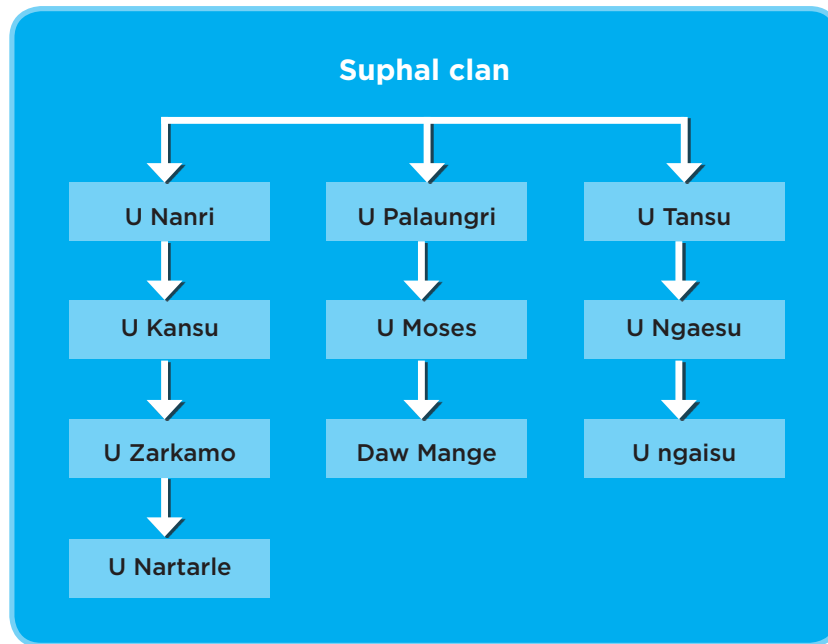 Suphal clan
U Nanri
U Palaungri
U Tansu
U Kansu
U Moses
U Ngaesu
U Zarkamo
Daw Mange
U ngaisu
U Nartarle